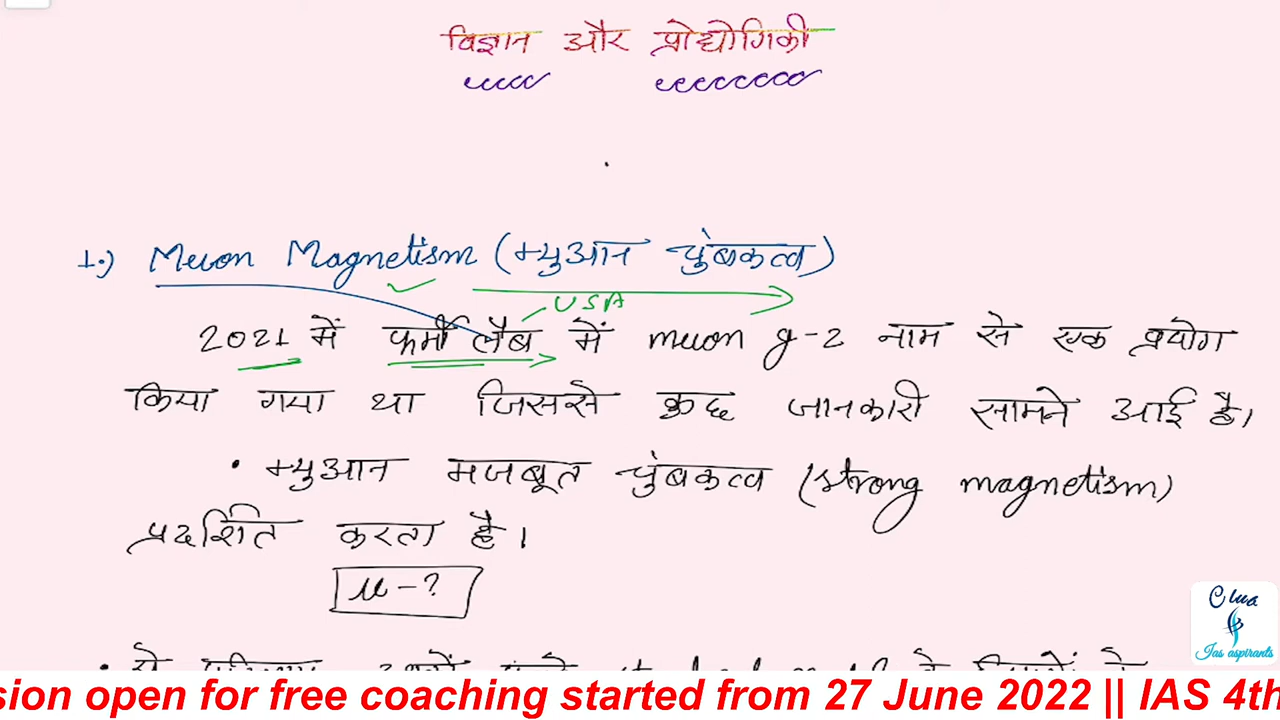 विज्ञान और प्रोद्योगिकी
1.) Muon Magnetism (म्युआन चुंबकत्व)
USA
2021 में फर्मी लैब में muon g-2 नाम से एक प्रयोग
किया गया था जिससे कुछ जानकारी सामने आई है।
• म्युआन मजबूत चुंबकत्व (strong magnetism)
प्रदर्शित करता है।
μ-?
Clua
Ias aspirants
sion open for free coaching started from 27 June 2022 || IAS 4th